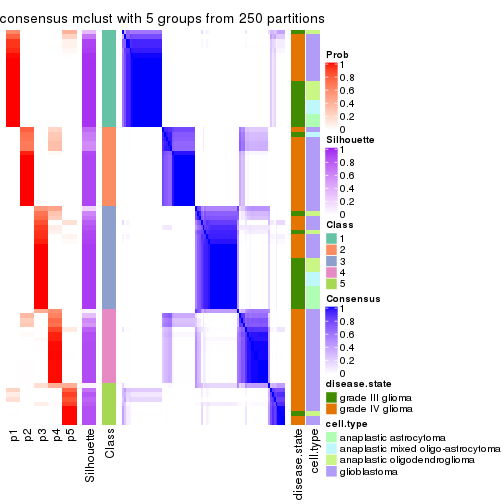 consensus mclust with 5 groups from 250 partitions
Prob
1
0.8
0.6
0.4
0.2
0
Silhouette
1
0.8
0.6
0.4
0.2
0
Class
1
2
3
4
5
Consensus
1
0.8
0.6
0.4
0.2
0
disease.state
grade III glioma
grade IV glioma
cell.type
anaplastic astrocytoma
anaplastic mixed oligo-astrocytoma
anaplastic oligodendroglioma
glioblastoma
p1
p2
p3
p4
p5
Silhouette
Class
disease.state
cell.type